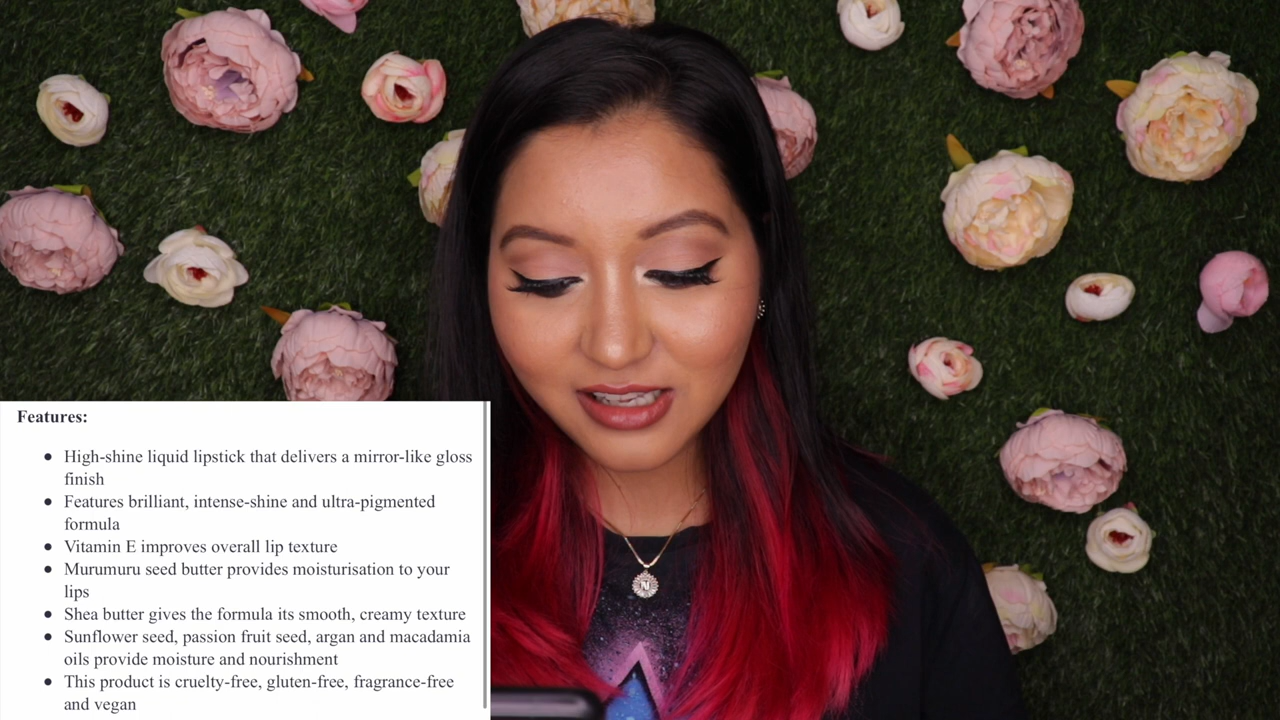 Features:
● High-shine liquid lipstick that delivers a mirror-like gloss
finish
● Features brilliant, intense-shine and ultra-pigmented
formula
● Vitamin E improves overall lip texture
● Murumuru seed butter provides moisturisation to your
lips
● Shea butter gives the formula its smooth, creamy texture
● Sunflower seed, passion fruit seed, argan and macadamia
oils provide moisture and nourishment
● This product is cruelty-free, gluten-free, fragrance-free
and vegan
N